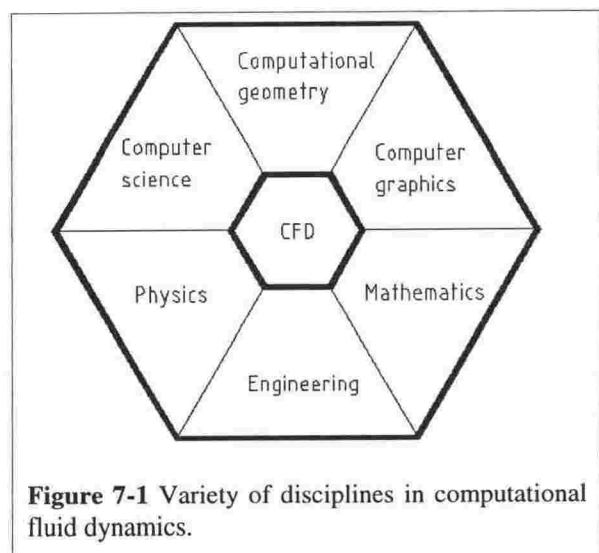 Computational
geometry
Computer
science
Computer
graphics
CFD
Physics
Mathematics
Engineering
Figure 7-1 Variety of disciplines in computational
fluid dynamics.